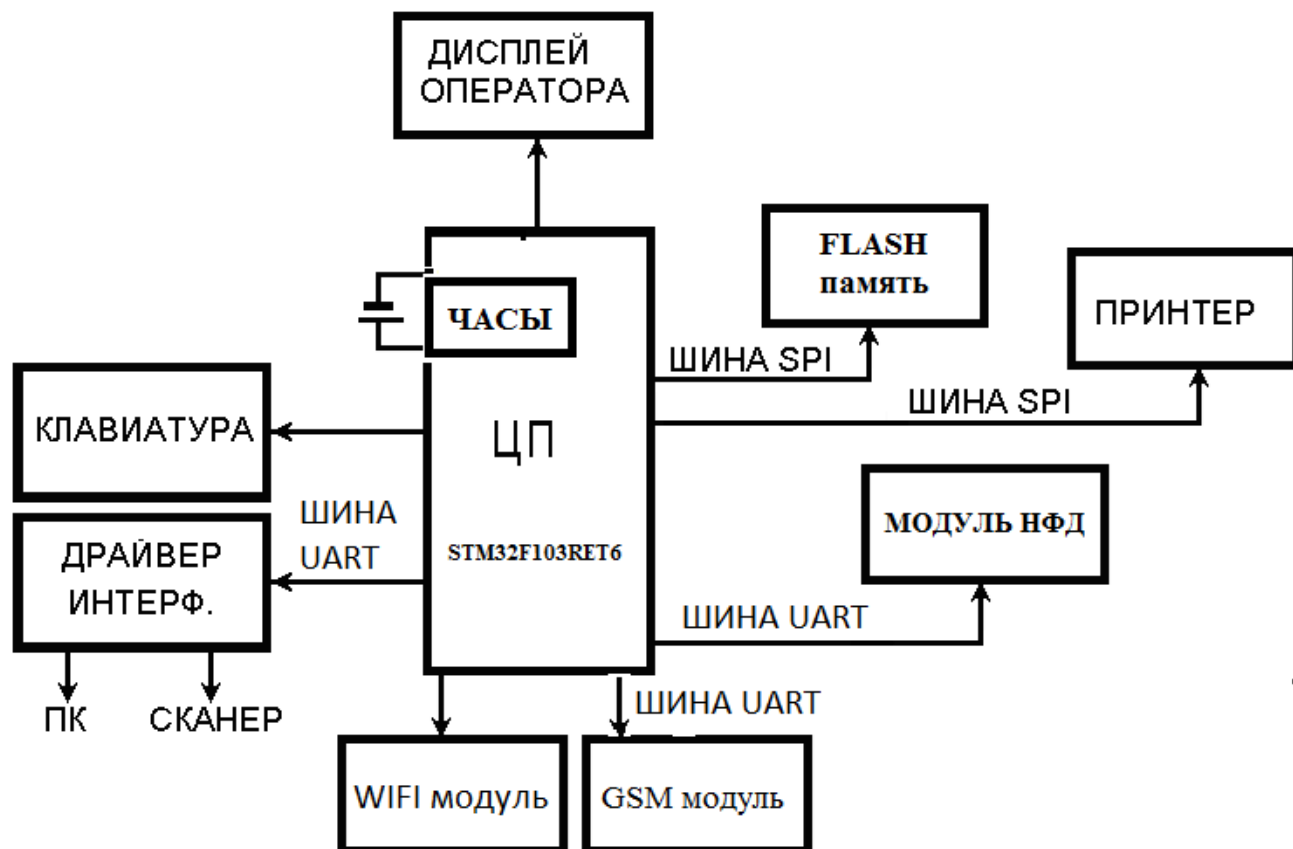 ДИСПЛЕЙ
ОПЕРАТОРА
FLASH
память
ПРИНТЕР
ЧАСЫ
ШИНА SPI
ШИНА SPI
КЛАВИАТУРА
ЦП
STM32F103RET6
МОДУЛЬ НФД
ШИНА
UART
ДРАЙВЕР
ИНТЕРФ.
ШИНА UART
ПК
СКАНЕР
ШИНА UART
WIFI модуль
GSM модуль